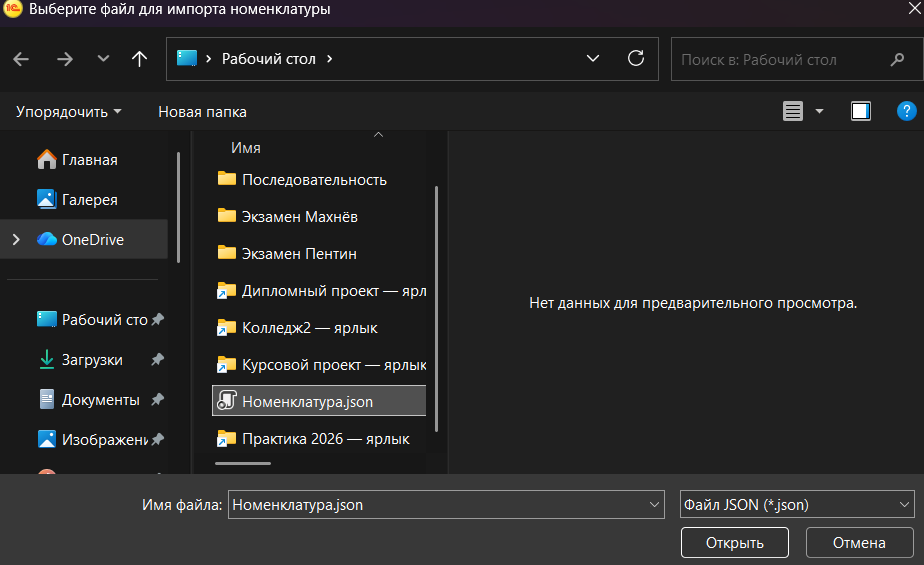 1С Выберите файл для импорта номенклатуры
Рабочий стол
Поиск в: Рабочий стол
Упорядочить
Новая папка
?
Имя
Главная
Галерея
OneDrive
Рабочий сто
Загрузки
Документы
Изображени
Последовательность
Экзамен Махнёв
Экзамен Пентин
Дипломный проект — ярл
Колледж2 — ярлык
Курсовой проект — ярлык
Номенклатура.json
Практика 2026 — ярлык
Нет данных для предварительного просмотра.
Имя файла: Номенклатура.json
Файл JSON (*.json)
Открыть
Отмена